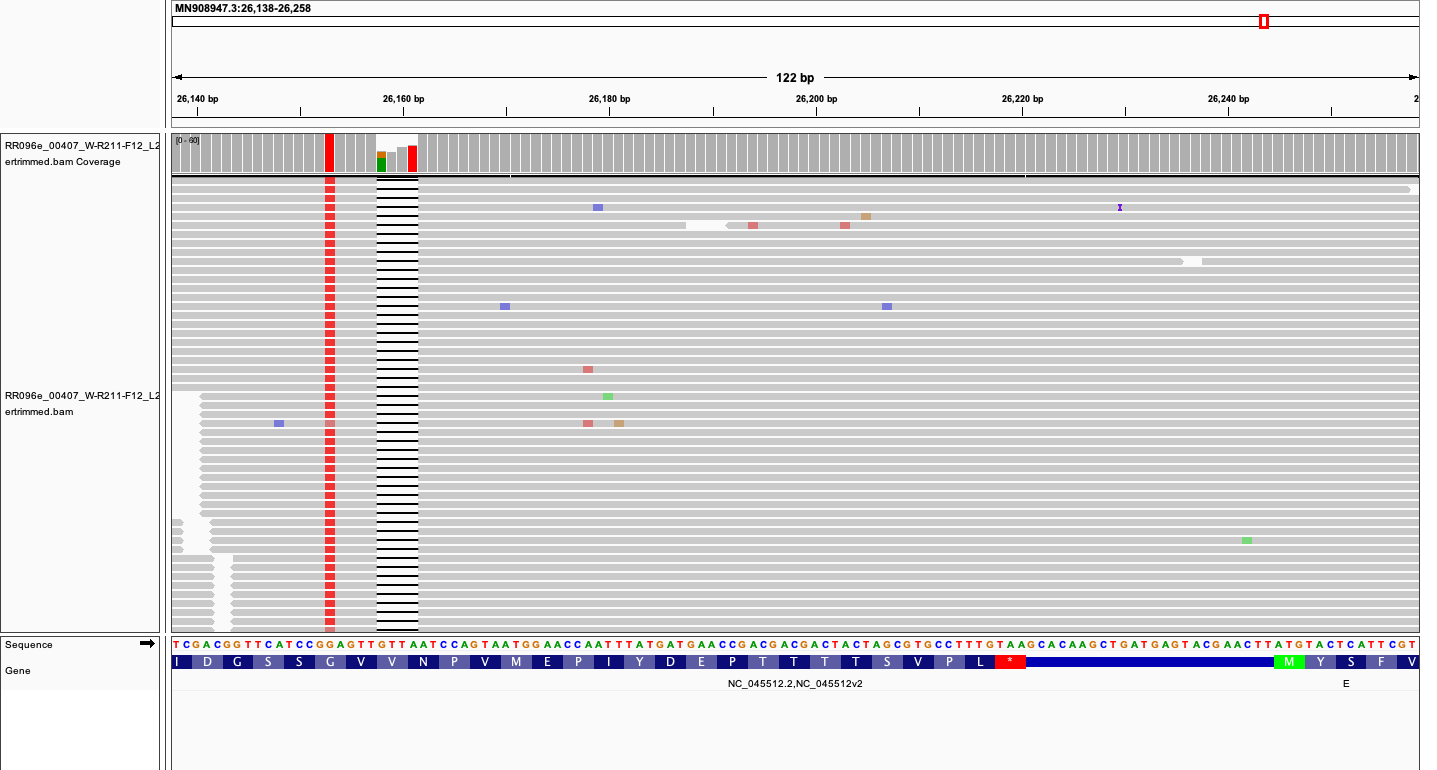 MN908947.3:26,138-26,258
122 bp
26,140 bp 26,160 bp 26,180 bp 26,200 bp 26,220 bp 26,240 bp 2
RR096e_00407_W-R211-F12_L2
ertrimmed.bam Coverage
[0 - 60]
RR096e_00407_W-R211-F12_L2
ertrimmed.bam
Sequence
TCGACGGTTCATCCGGAGTTGTTAATCCAGTAATGGAACCAATTTATGATGAACCGACGACGACTACTAGCGTGCCTTTGTAAGCACAAGCTGATGAGTACGAACTTATGTACTCATTCGT
Gene
I D G S S G V V N P V M E P I Y D E P T T T T S V P L * M Y S F V
NC_045512.2,NC_045512v2 E